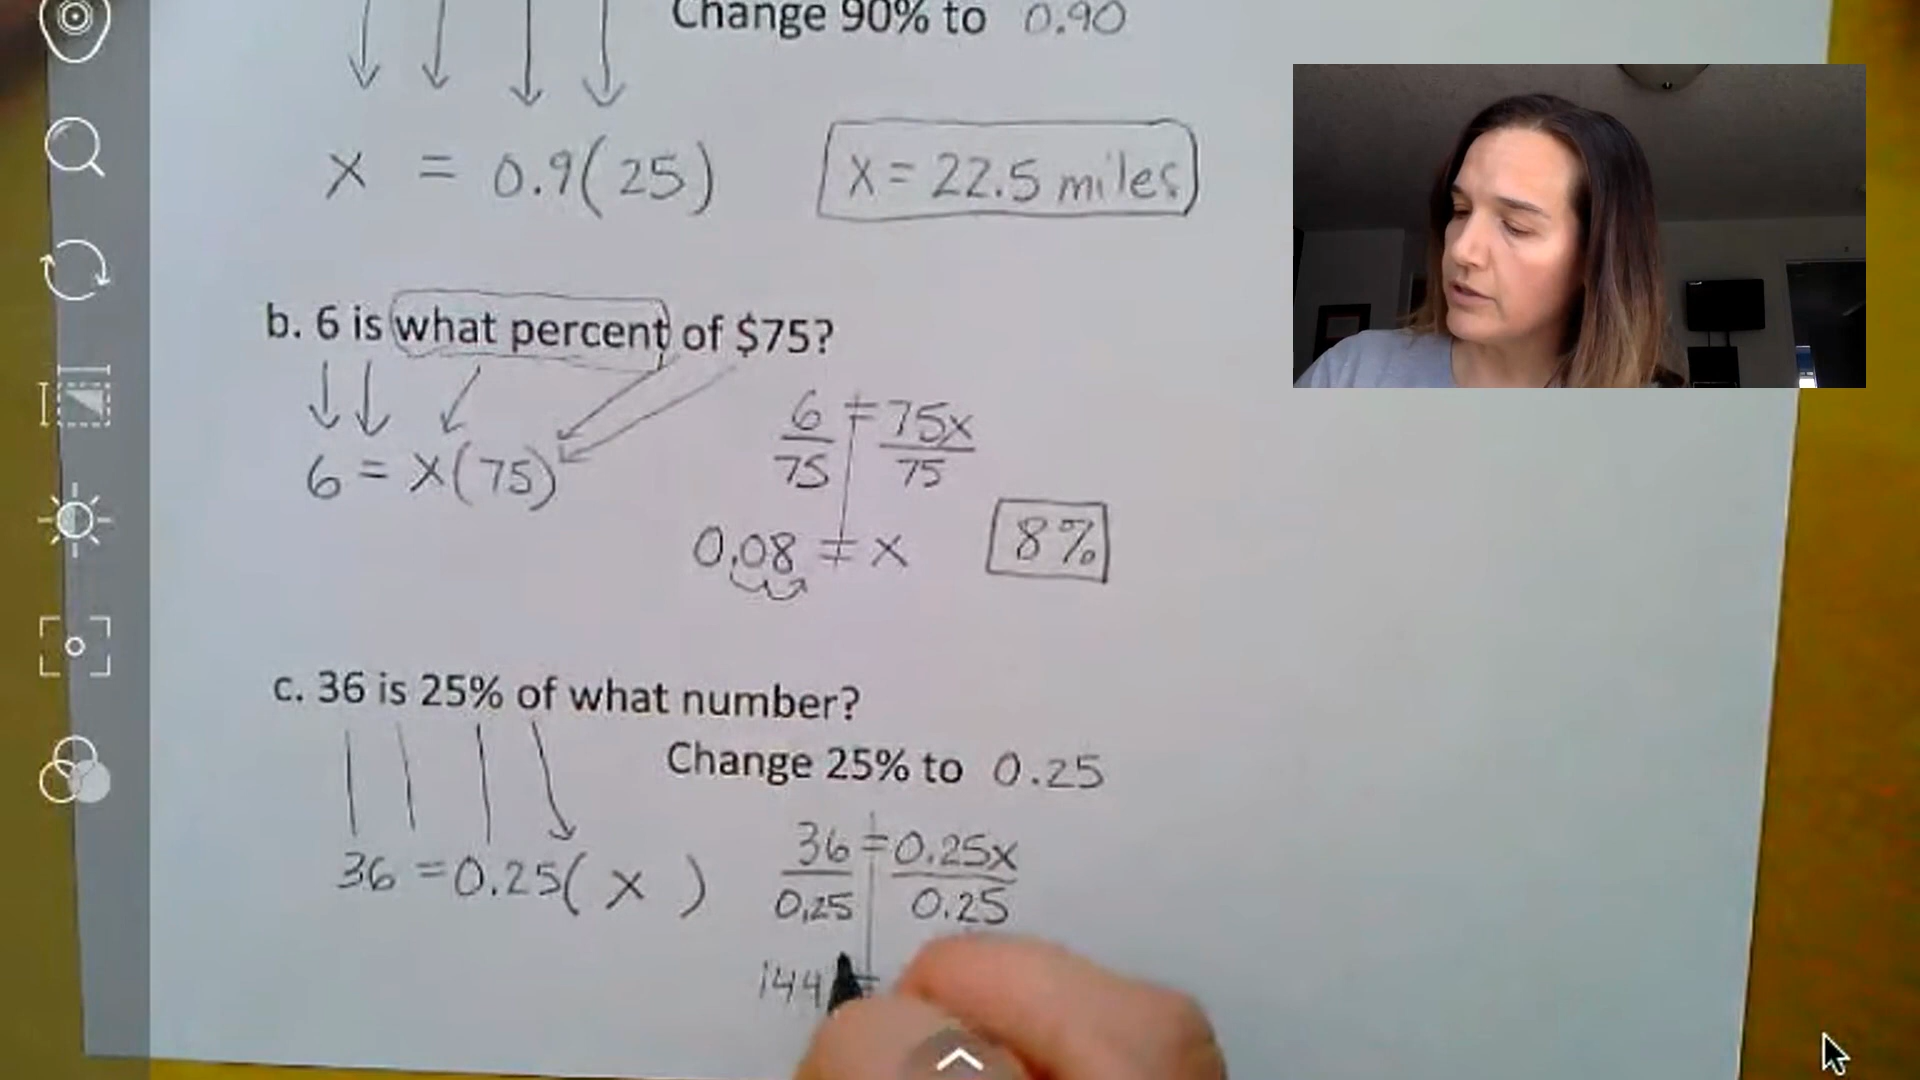 Change 90% to 0.90
x = 0.9(25)
x = 22.5 miles
b. 6 is what percent of $75?
6 = 75x
75 75
6 = x(75)
0.08 = x
8%
c. 36 is 25% of what number?
Change 25% to 0.25
36 = 0.25x
0.25 0.25
36 = 0.25( x )
144 =